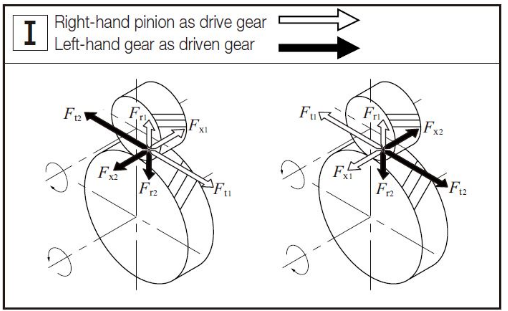 I
Right-hand pinion as drive gear
Left-hand gear as driven gear
Ft2 Fr1 Fx1
Fx2 Fr2 Ft1
Ft1 Fr1 Fx2
Fx1 Fr2 Ft2